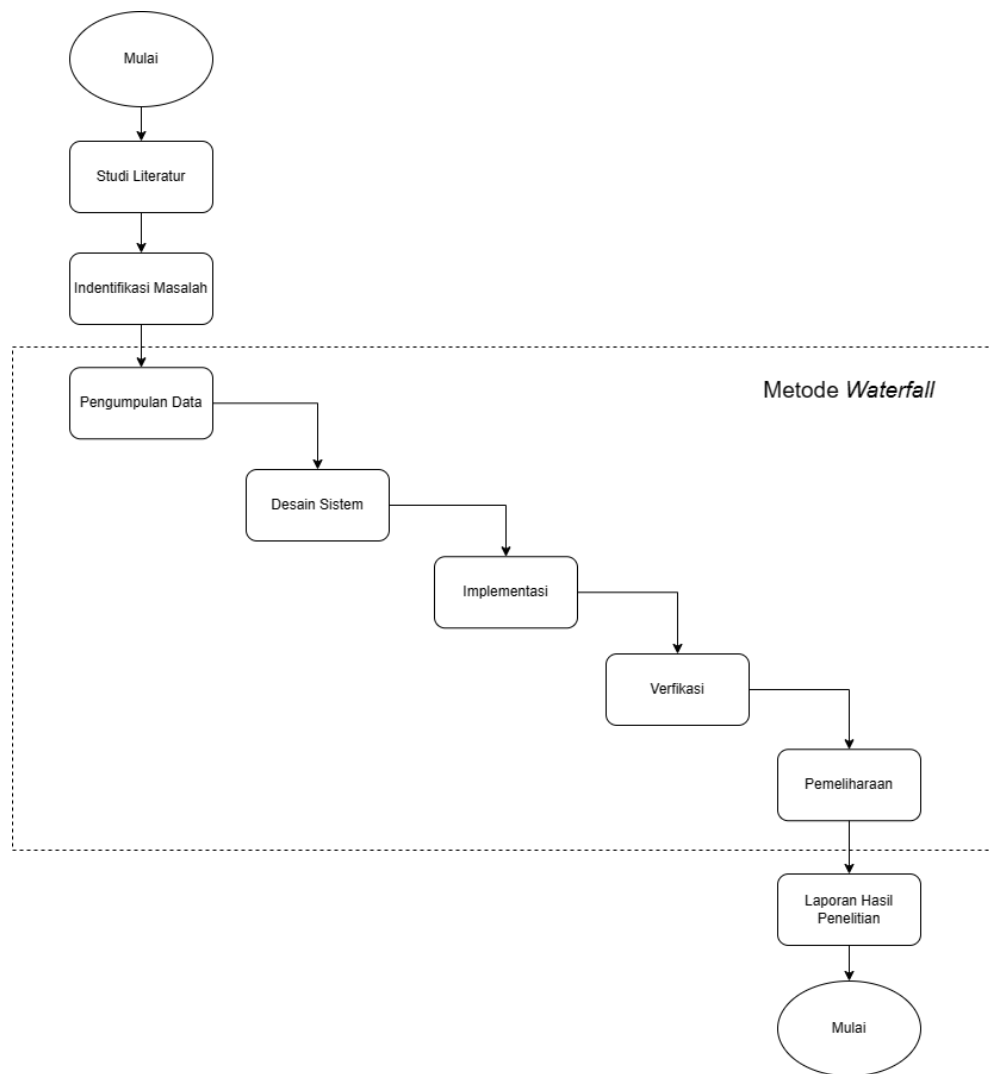 Mulai
Studi Literatur
Indentifikasi Masalah
Pengumpulan Data
Metode Waterfall
Desain Sistem
Implementasi
Verfikasi
Pemeliharaan
Laporan Hasil
Penelitian
Mulai